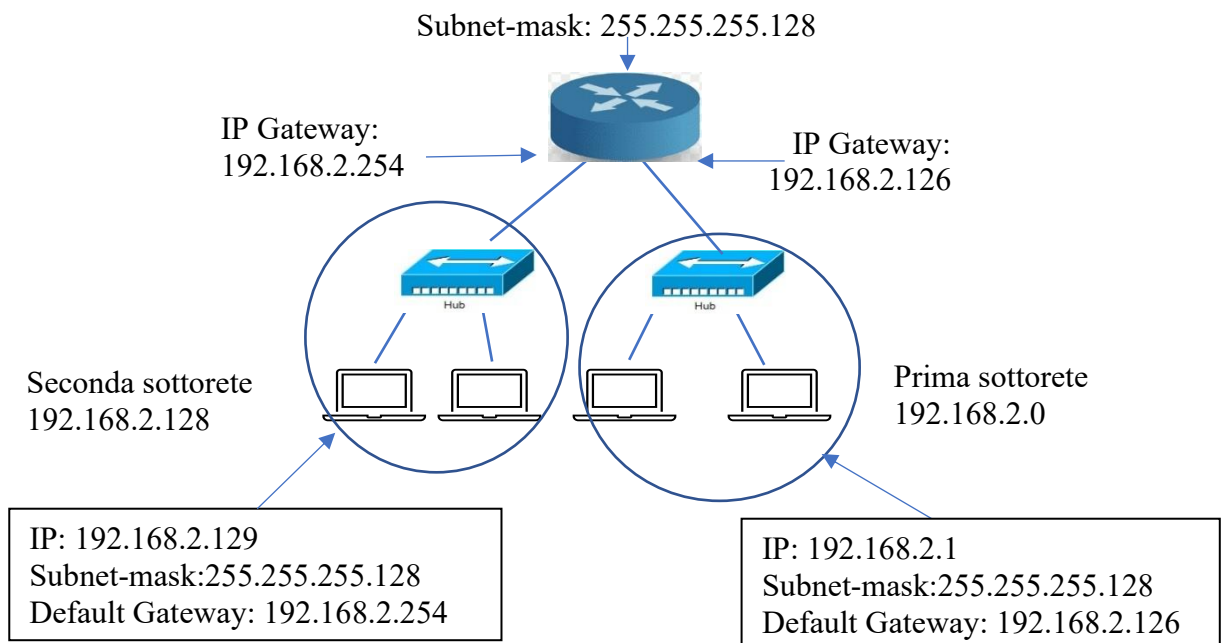 Subnet-mask: 255.255.255.128
IP Gateway:
192.168.2.254
IP Gateway:
192.168.2.126
Hub
Hub
Seconda sottorete
192.168.2.128
Prima sottorete
192.168.2.0
IP: 192.168.2.129
Subnet-mask:255.255.255.128
Default Gateway: 192.168.2.254
IP: 192.168.2.1
Subnet-mask:255.255.255.128
Default Gateway: 192.168.2.126